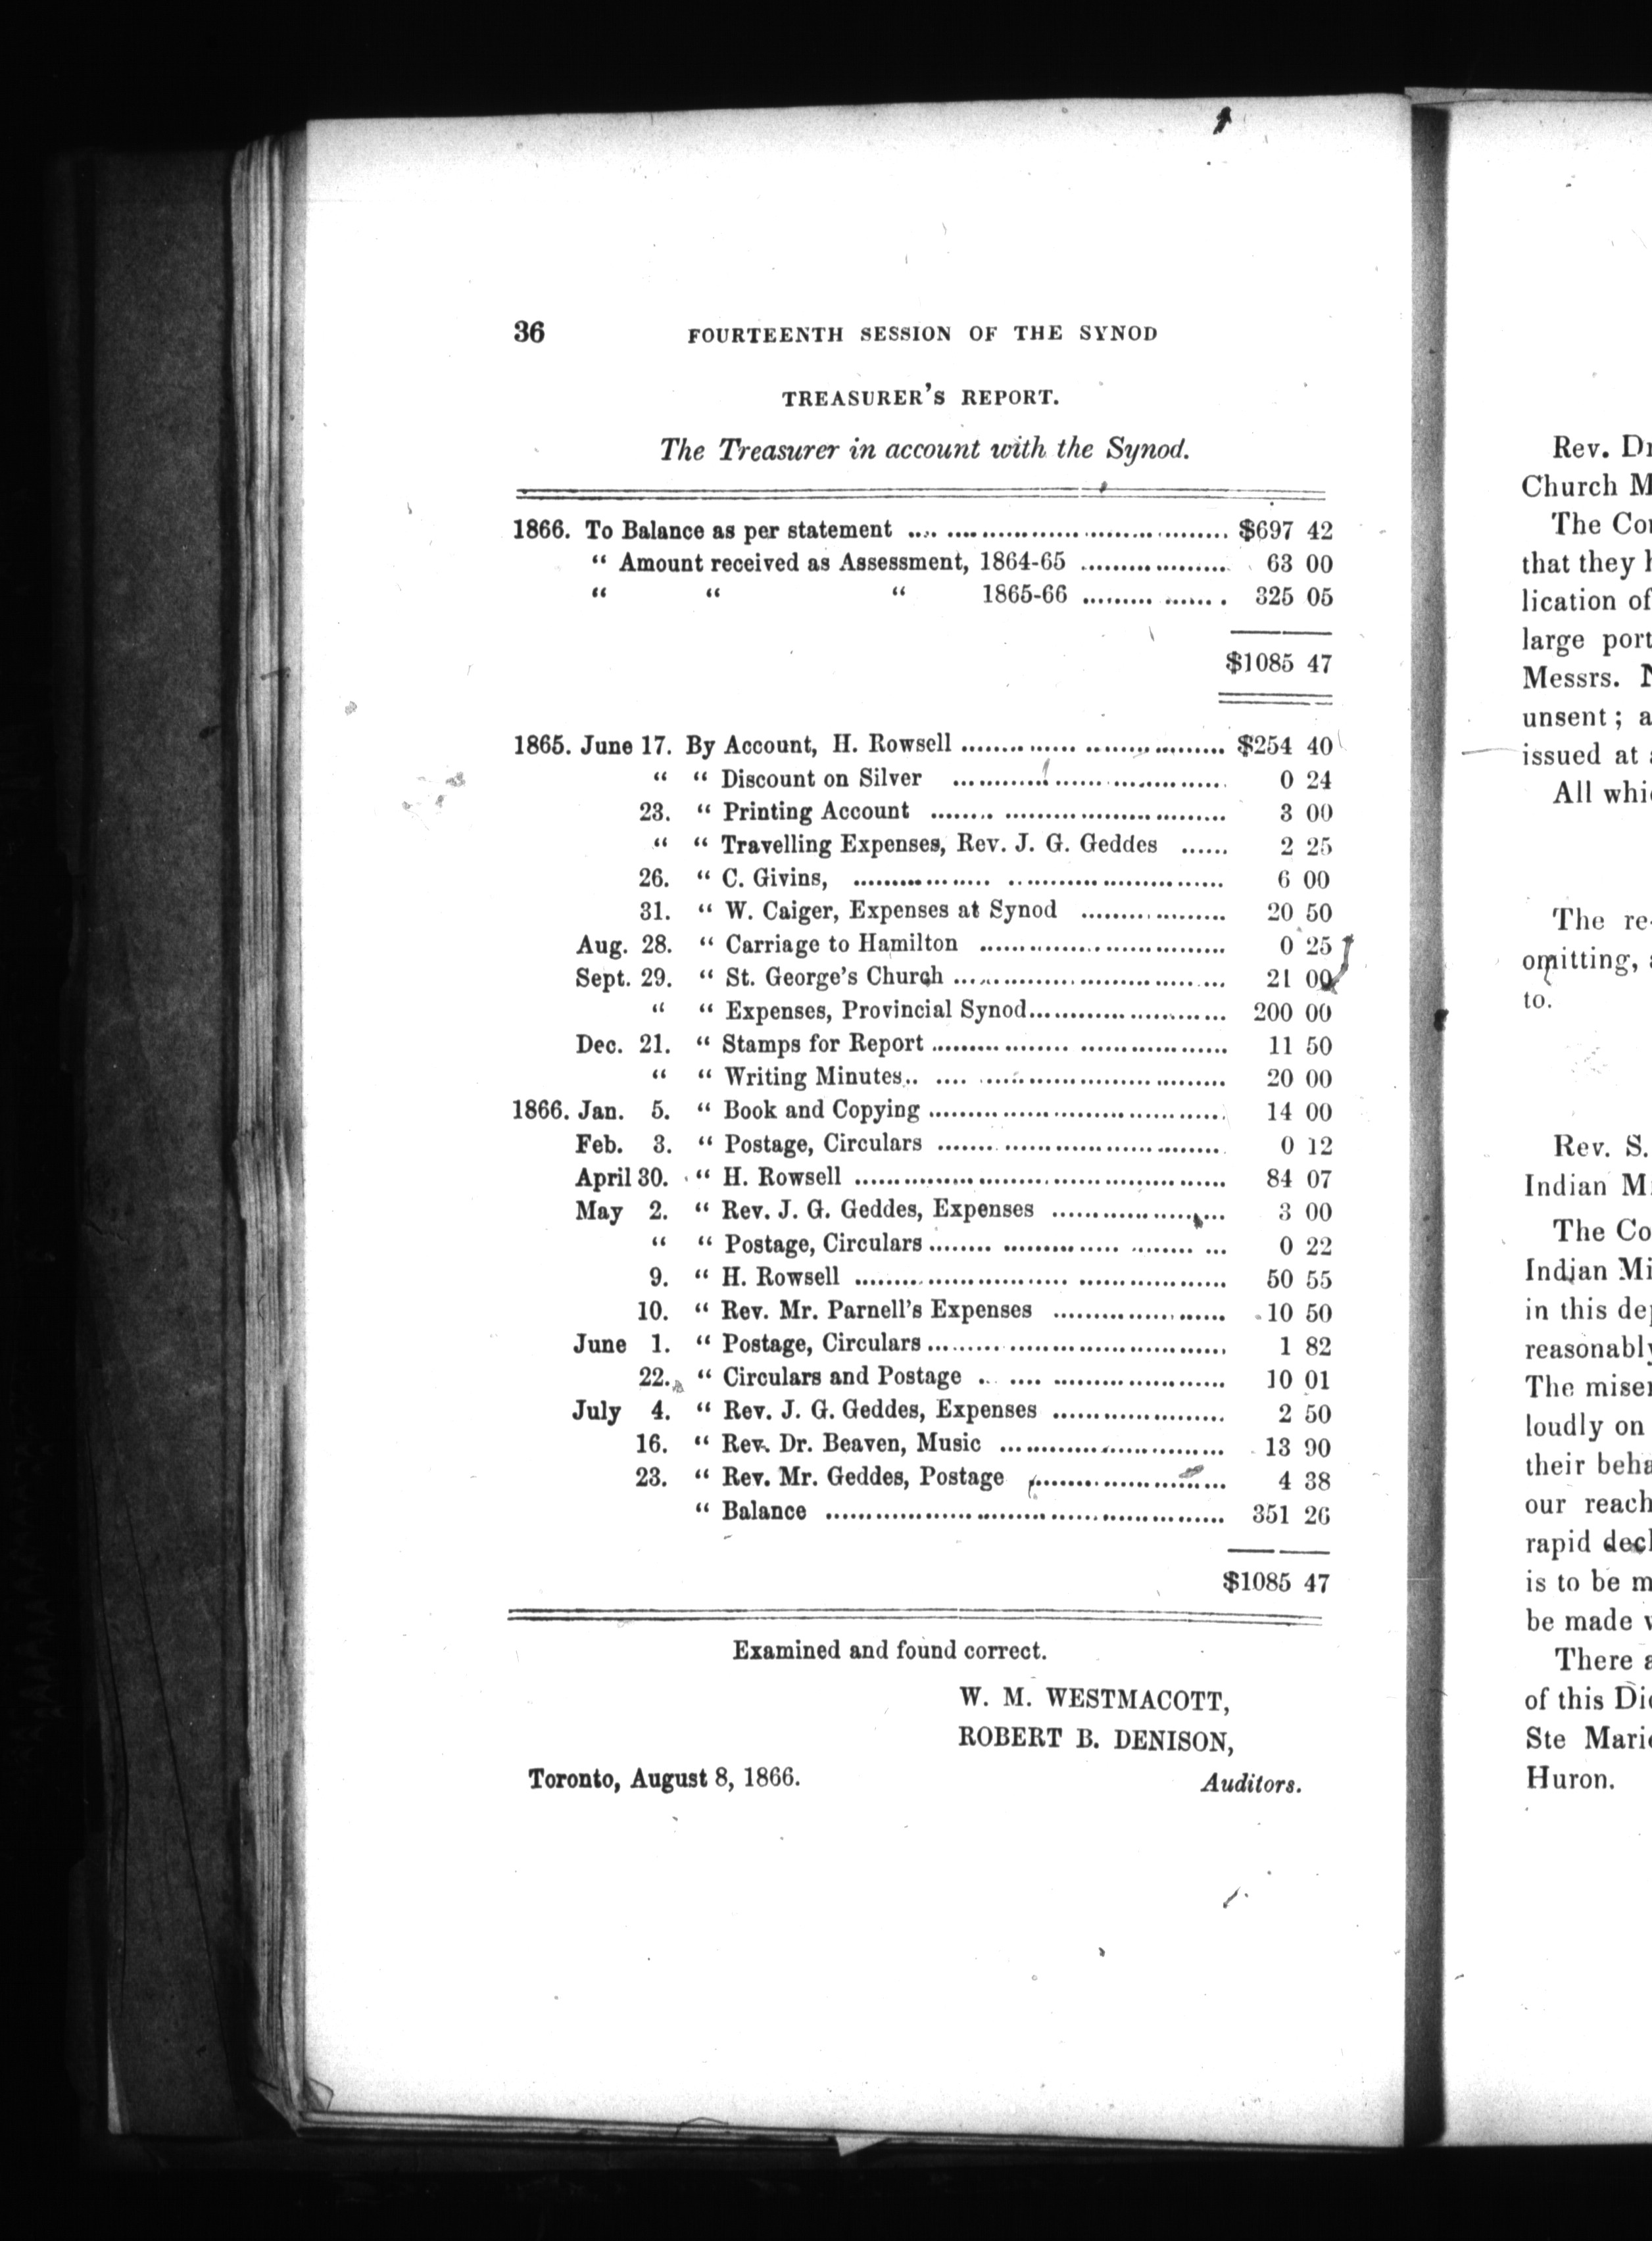 36 FOURTEENTH SESSION OF THE SYNOD
TREASURER'S REPORT.
The Treasurer in account with the Synod.
1866. To Balance as per statement .... .................................... $697 42
“ Amount received as Assessment, 1864-65 .................. 63 00
“ “ “ 1865-66 ......... ....... . 325 05
$1085 47
1865. June 17. By Account, H. Rowsell ................................. $254 40
“ “ Discount on Silver .................................. 0 24
23. “ Printing Account ........ ............................ 3 00
“ “ Travelling Expenses, Rev. J. G. Geddes ...... 2 25
26. “ C. Givins, ................. ........................... 6 00
31. “ W. Caiger, Expenses at Synod .................. 20 50
Aug. 28. “ Carriage to Hamilton ............................... 0 25
Sept. 29. “ St. George's Church .................................. 21 00
“ “ Expenses, Provincial Synod......................... 200 00
Dec. 21. “ Stamps for Report ................. .................. 11 50
“ “ Writing Minutes.. .... .............................. 20 00
1866. Jan. 5. “ Book and Copying ..................................... 14 00
Feb. 3. “ Postage, Circulars ........ ........................... 0 12
April 30. “ H. Rowsell .............................................. 84 07
May 2. “ Rev. J. G. Geddes, Expenses ...................... 3 00
“ “ Postage, Circulars ........ .............. ........ ... 0 22
9. “ H. Rowsell .......................... .................. 50 55
10. “ Rev. Mr. Parnell's Expenses ...................... 10 50
June 1. “ Postage, Circulars ..................................... 1 82
22. “ Circulars and Postage .. .... ..................... 10 01
July 4. “ Rev. J. G. Geddes, Expenses ...................... 2 50
16. “ Rev. Dr. Beaven, Music ............................ 13 90
23. “ Rev. Mr. Geddes, Postage ......................... 4 38
“ Balance .................................................. 351 26
$1085 47
Examined and found correct.
W. M. WESTMACOTT,
ROBERT B. DENISON,
Toronto, August 8, 1866. Auditors.
Rev.
Church
The
that they
lication of
large
Messrs.
unsent ; a
issued at
All
The re-
omitting,
to.
Rev. S.
Indian
The
Indian
in this
reasonably
The
loudly on
their
our reach
rapid
is to be
be made
There
of this
Ste
Huron.